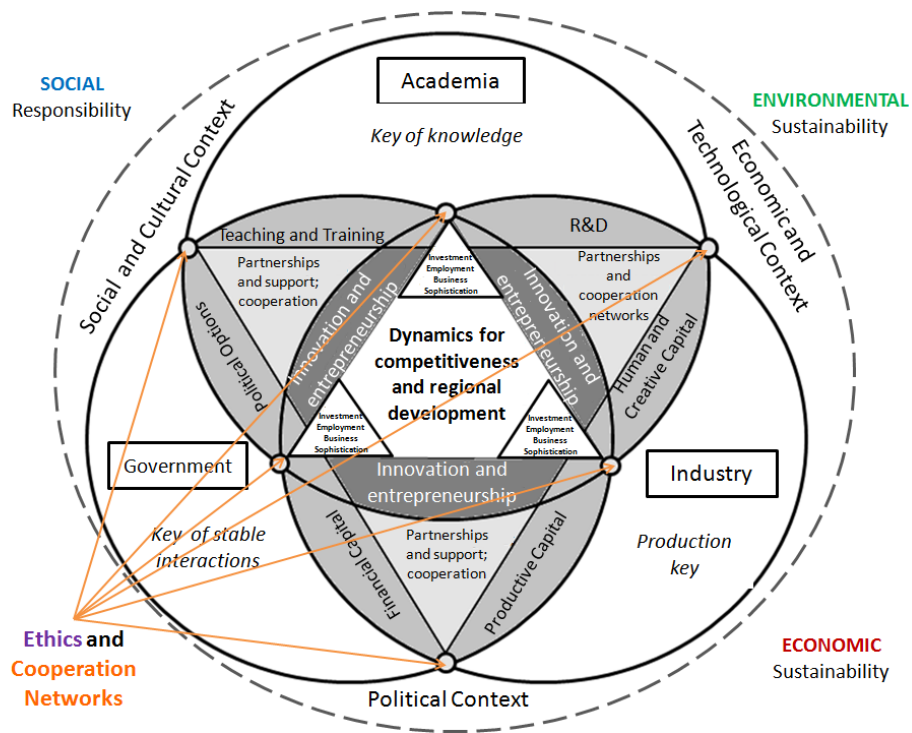 SOCIAL
Responsibility
Academia
Key of knowledge
ENVIRONMENTAL
Sustainability
Social and Cultural Context
Economic and
Technological Context
Teaching and Training
R&D
Partnerships
and support;
cooperation
Investment
Employment
Business
Sophistication
Partnerships
and
cooperation
networks
Political Options
Innovation and
entrepreneurship
Innovation and
entrepreneurship
Human and
Creative Capital
Dynamics for
competitiveness
and regional
development
Investment
Employment
Business
Sophistication
Investment
Employment
Business
Sophistication
Government
Innovation and
entrepreneurship
Industry
Key of stable
interactions
Financial Capital
Partnerships
and support;
cooperation
Productive Capital
Production
key
Ethics and
Cooperation
Networks
ECONOMIC
Sustainability
Political Context